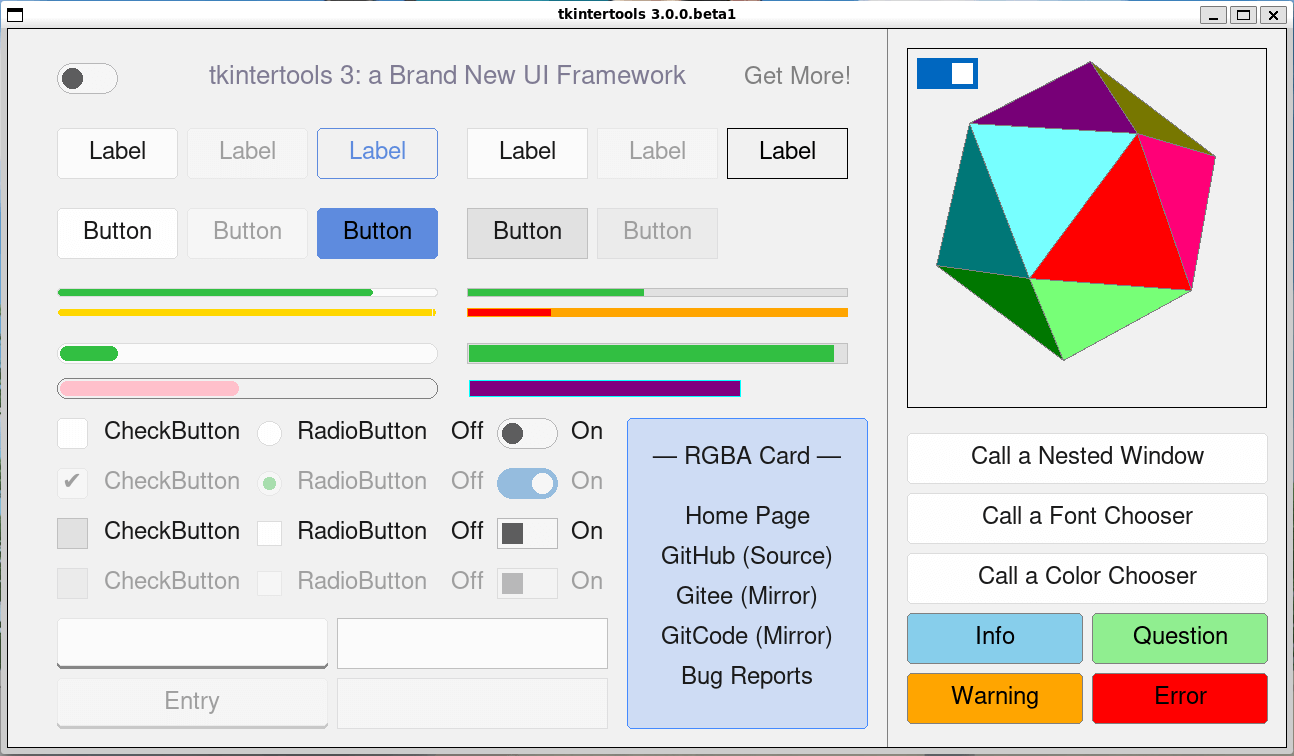 tkintertools 3.0.0.beta1
tkintertools 3: a Brand New UI Framework Get More!
Label Label Label Label Label Label
Button Button Button Button Button
CheckButton RadioButton Off On
CheckButton RadioButton Off On
CheckButton RadioButton Off On
CheckButton RadioButton Off On
Entry
— RGBA Card —
Home Page
GitHub (Source)
Gitee (Mirror)
GitCode (Mirror)
Bug Reports
Call a Nested Window
Call a Font Chooser
Call a Color Chooser
Info Question
Warning Error